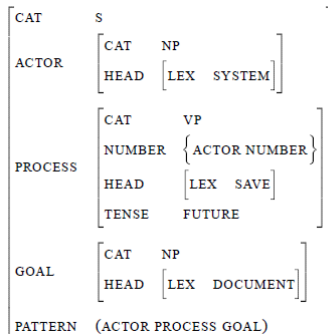 CAT S
ACTOR
CAT NP
HEAD LEX SYSTEM
PROCESS
CAT VP
NUMBER {ACTOR NUMBER}
HEAD LEX SAVE
TENSE FUTURE
GOAL
CAT NP
HEAD LEX DOCUMENT
PATTERN (ACTOR PROCESS GOAL)